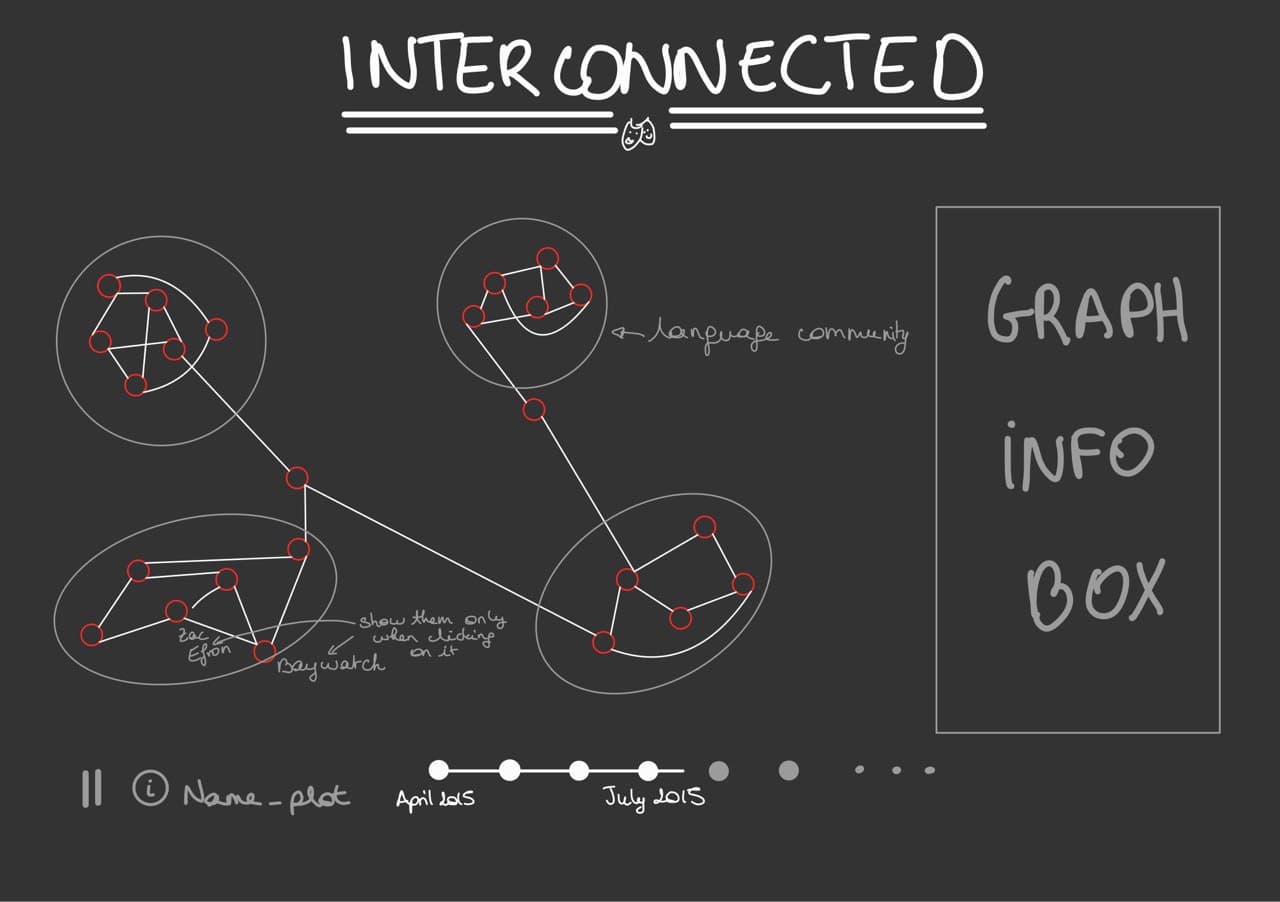 INTERCONNECTED
language community
GRAPH
INFO
BOX
show them only
when clicking
on it
Zac
Efron
Baywatch
i
Name_plot
April 2015
July 2015